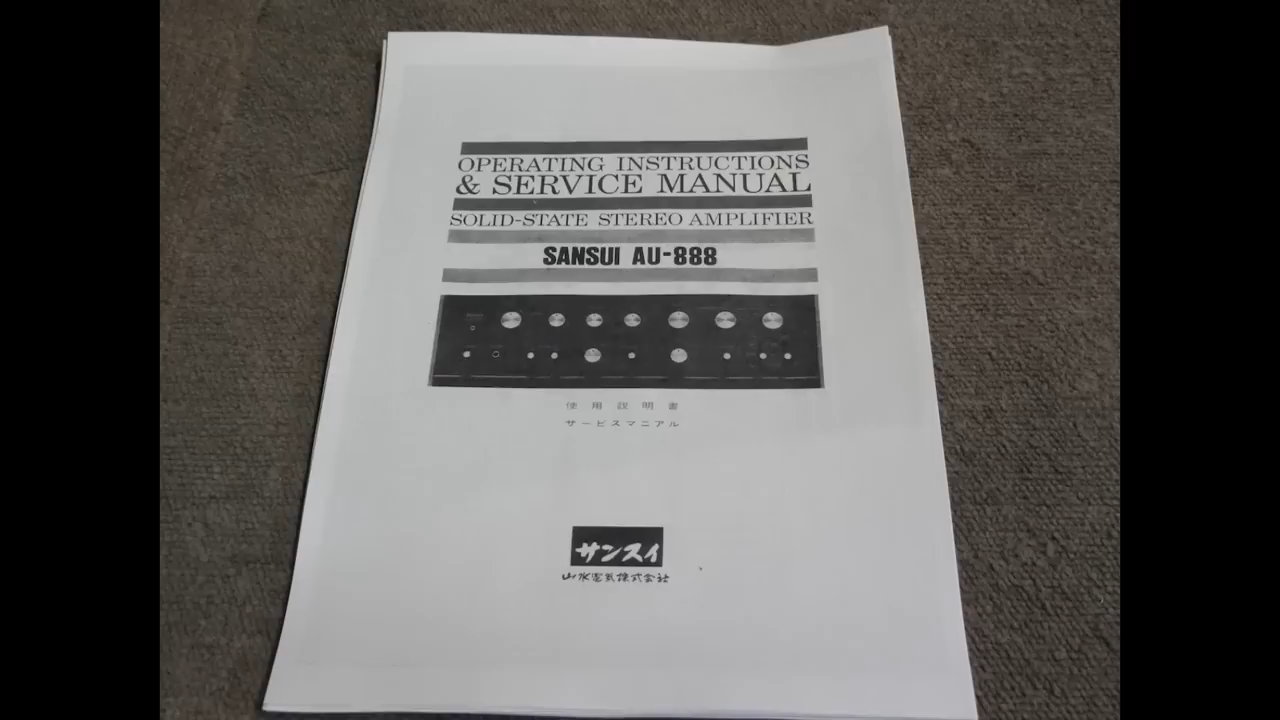 OPERATING INSTRUCTIONS
& SERVICE MANUAL
SOLID-STATE STEREO AMPLIFIER
SANSUI AU-888
使用説明書
サービスマニアル
サンスイ
山水電気株式会社